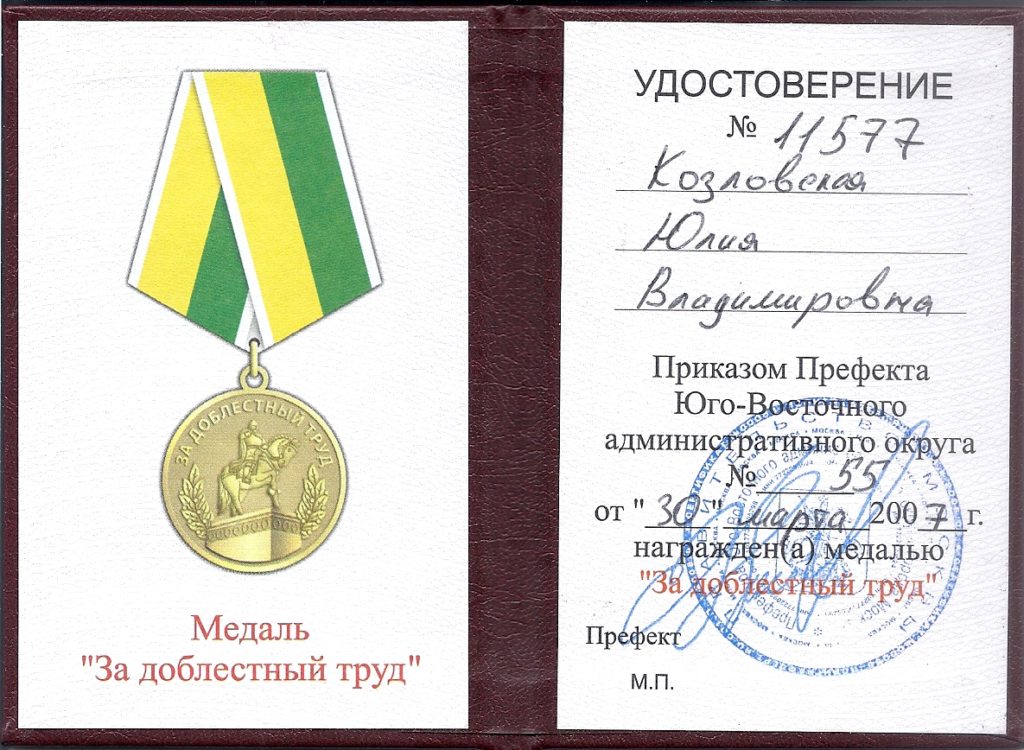 ЗА ДОБЛЕСТНЫЙ ТРУД
Медаль
"За доблестный труд"
УДОСТОВЕРЕНИЕ
№ 11577
Козловская
Юлия
Владимировна
Приказом Префекта
Юго-Восточного
административного округа
№ 55
от "30" марта 2007 г.
награжден(а) медалью
"За доблестный труд"
Префект
М.П.